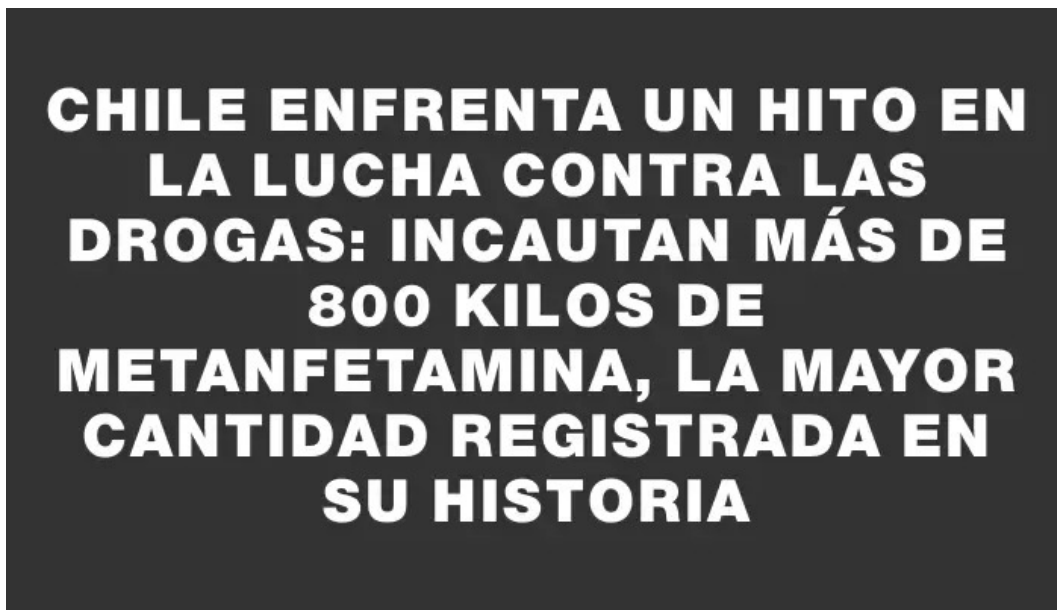 CHILE ENFRENTA UN HITO EN
LA LUCHA CONTRA LAS
DROGAS: INCAUTAN MÁS DE
800 KILOS DE
METANFETAMINA, LA MAYOR
CANTIDAD REGISTRADA EN
SU HISTORIA